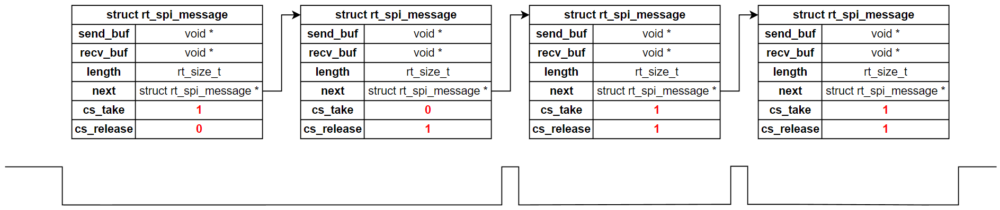 struct rt_spi_message
send_buf void *
recv_buf void *
length rt_size_t
next struct rt_spi_message *
cs_take 1
cs_release 0
struct rt_spi_message
send_buf void *
recv_buf void *
length rt_size_t
next struct rt_spi_message *
cs_take 0
cs_release 1
struct rt_spi_message
send_buf void *
recv_buf void *
length rt_size_t
next struct rt_spi_message *
cs_take 1
cs_release 1
struct rt_spi_message
send_buf void *
recv_buf void *
length rt_size_t
next struct rt_spi_message *
cs_take 1
cs_release 1